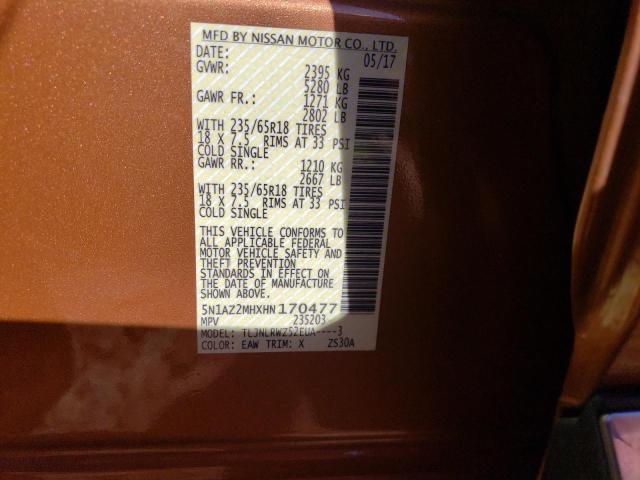 MFD BY NISSAN MOTOR CO., LTD.
DATE: 05/17
GVWR: 2395 KG
5280 LB
GAWR FR.: 1271 KG
2802 LB
WITH 235/65R18 TIRES
18 X 7.5 RIMS AT 33 PSI
COLD SINGLE
GAWR RR.: 1210 KG
2667 LB
WITH 235/65R18 TIRES
18 X 7.5 RIMS AT 33 PSI
COLD SINGLE
THIS VEHICLE CONFORMS TO
ALL APPLICABLE FEDERAL
MOTOR VEHICLE SAFETY AND
THEFT PREVENTION
STANDARDS IN EFFECT ON
THE DATE OF MANUFACTURE
SHOWN ABOVE.
5N1AZ2MHXHN170477
MPV 235203
MODEL: TLJNLRWZ52EUA----3
COLOR: EAW TRIM: X ZS30A